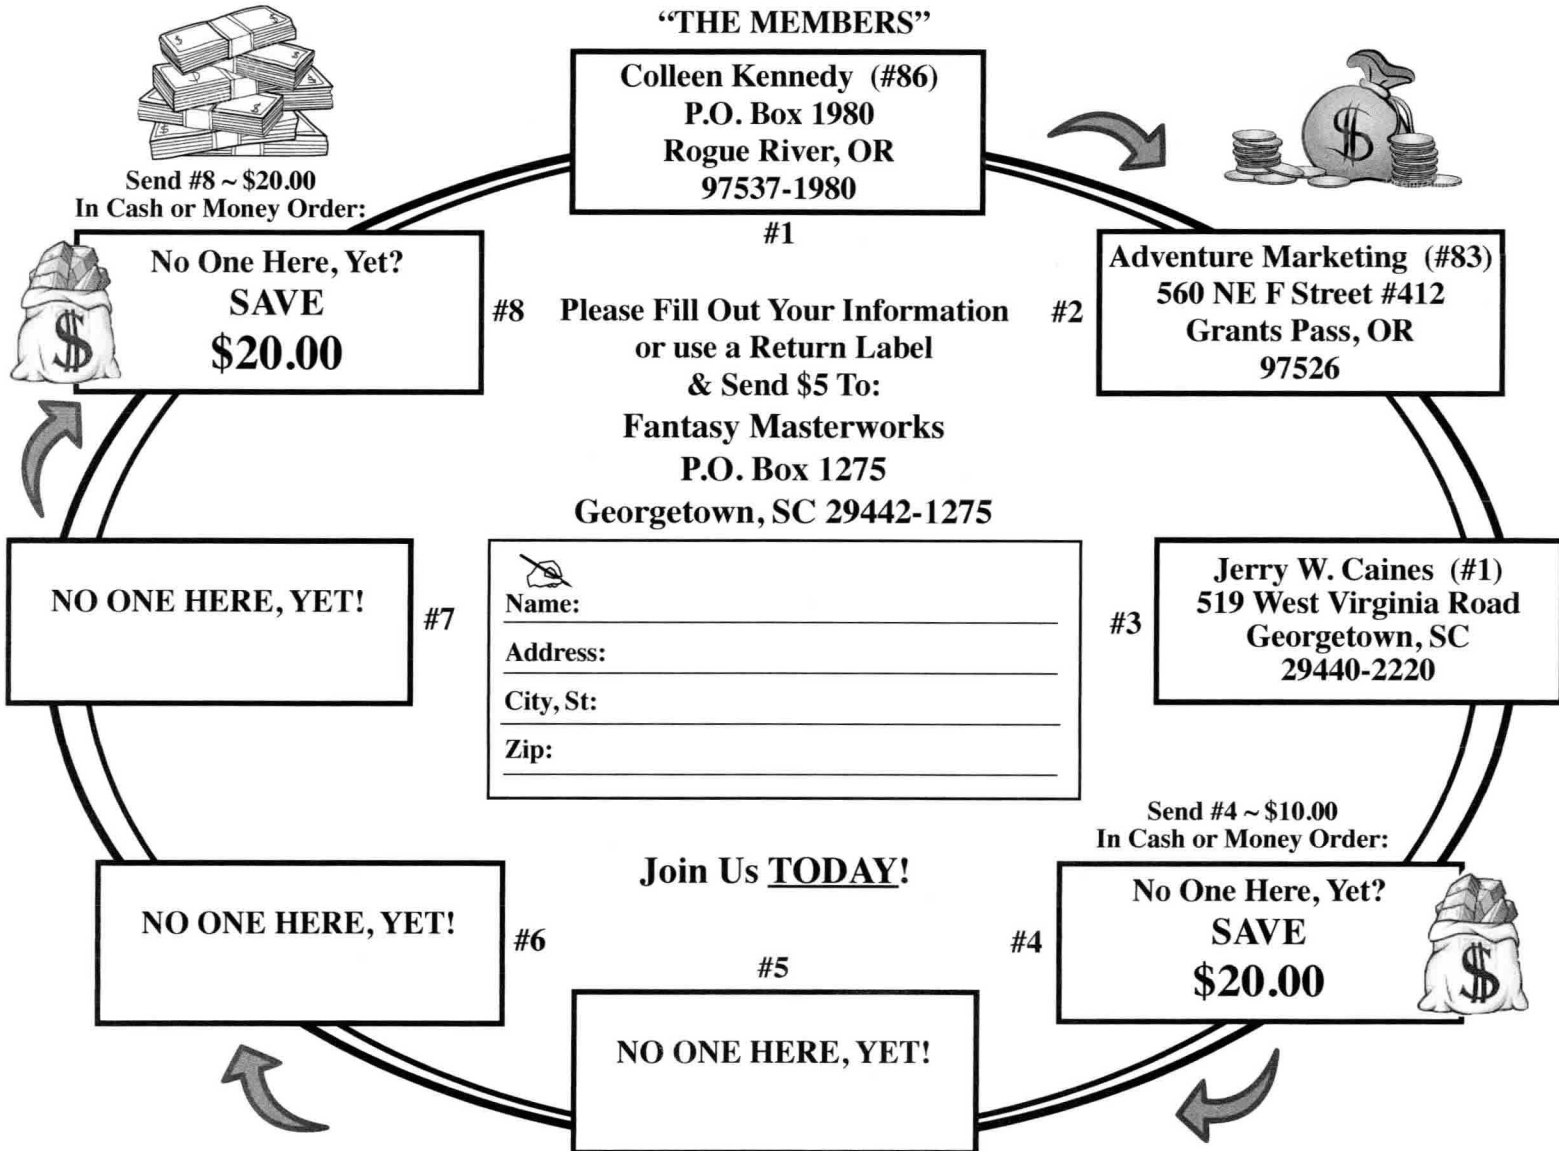 “THE MEMBERS”
Colleen Kennedy (#86)
P.O. Box 1980
Rogue River, OR
97537-1980
#1
Adventure Marketing (#83)
560 NE F Street #412
Grants Pass, OR
97526
#2
Jerry W. Caines (#1)
519 West Virginia Road
Georgetown, SC
29440-2220
#3
Send #4 ~ $10.00
In Cash or Money Order:
No One Here, Yet?
SAVE
$20.00
#4
#5
NO ONE HERE, YET!
NO ONE HERE, YET!
#6
NO ONE HERE, YET!
#7
Send #8 ~ $20.00
In Cash or Money Order:
No One Here, Yet?
SAVE
$20.00
#8
Please Fill Out Your Information
or use a Return Label
& Send $5 To:
Fantasy Masterworks
P.O. Box 1275
Georgetown, SC 29442-1275
Name:
Address:
City, St:
Zip:
Join Us TODAY!